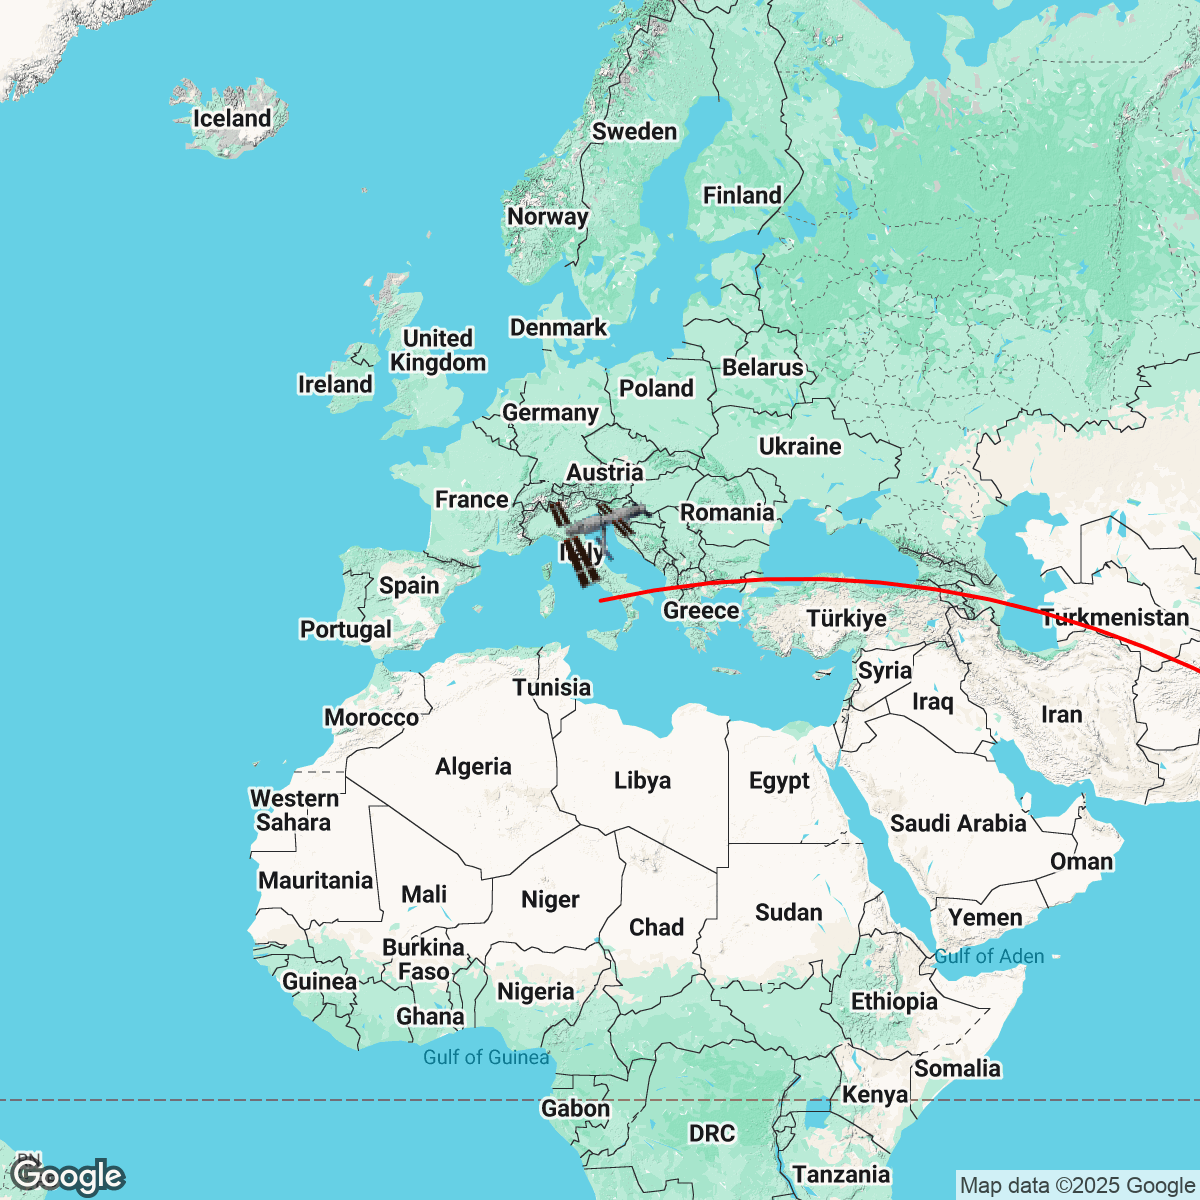 Iceland
Sweden
Finland
Norway
Denmark
United
Kingdom
Ireland
Belarus
Poland
Germany
Ukraine
Austria
France
Romania
Italy
Spain
Greece
Türkiye
Turkmenistan
Portugal
Syria
Tunisia
Iraq
Morocco
Iran
Algeria
Libya
Egypt
Western
Sahara
Saudi Arabia
Oman
Mauritania
Mali
Niger
Chad
Sudan
Yemen
Burkina
Faso
Gulf of Aden
Guinea
Nigeria
Ethiopia
Ghana
Gulf of Guinea
Somalia
Kenya
Gabon
DRC
Tanzania
RN
Google
Map data ©2025 Google